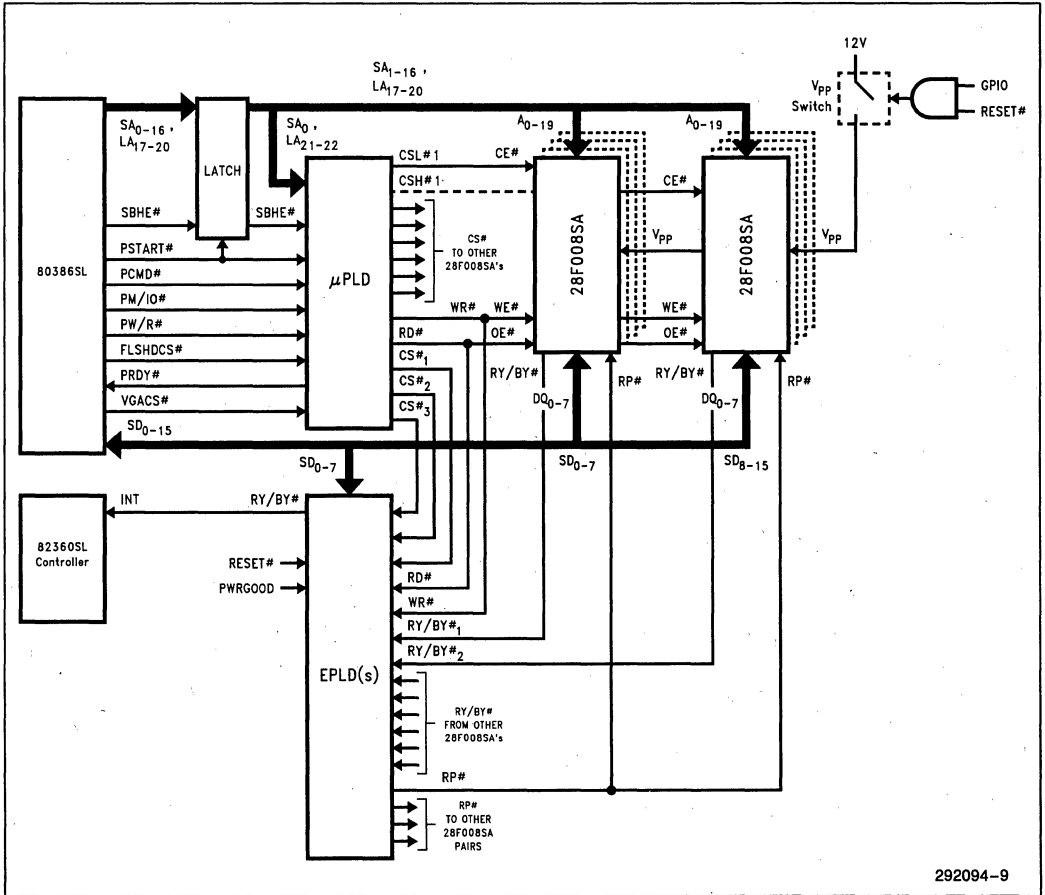 12V
SA1-16 ,
LA17-20
VPP
Switch
GPIO
RESET#
SA0-16 ,
LA17-20
SA0 ,
LA21-22
A0-19
A0-19
LATCH
CSL#1
CE#
CSH#1
CE#
SBHE#
SBHE#
80386SL
PSTART#
CS#
TO OTHER
28F008SA's
28F008SA
VPP
28F008SA
VPP
μPLD
PCMD#
PM/IO#
WR#
WE#
WE#
PW/R#
RD#
OE#
OE#
FLSHDCS#
CS#1
RY/BY#
RP#
RY/BY#
RP#
PRDY#
CS#2
DQ0-7
DQ0-7
VGACS#
CS#3
SD0-15
SD0-7
SD0-7
SD8-15
INT
RY/BY#
82360SL
Controller
RESET#
RD#
PWRGOOD
WR#
RY/BY#1
RY/BY#2
EPLD(s)
RY/BY#
FROM OTHER
28F008SA's
RP#
RP#
TO OTHER
28F008SA
PAIRS
292094-9